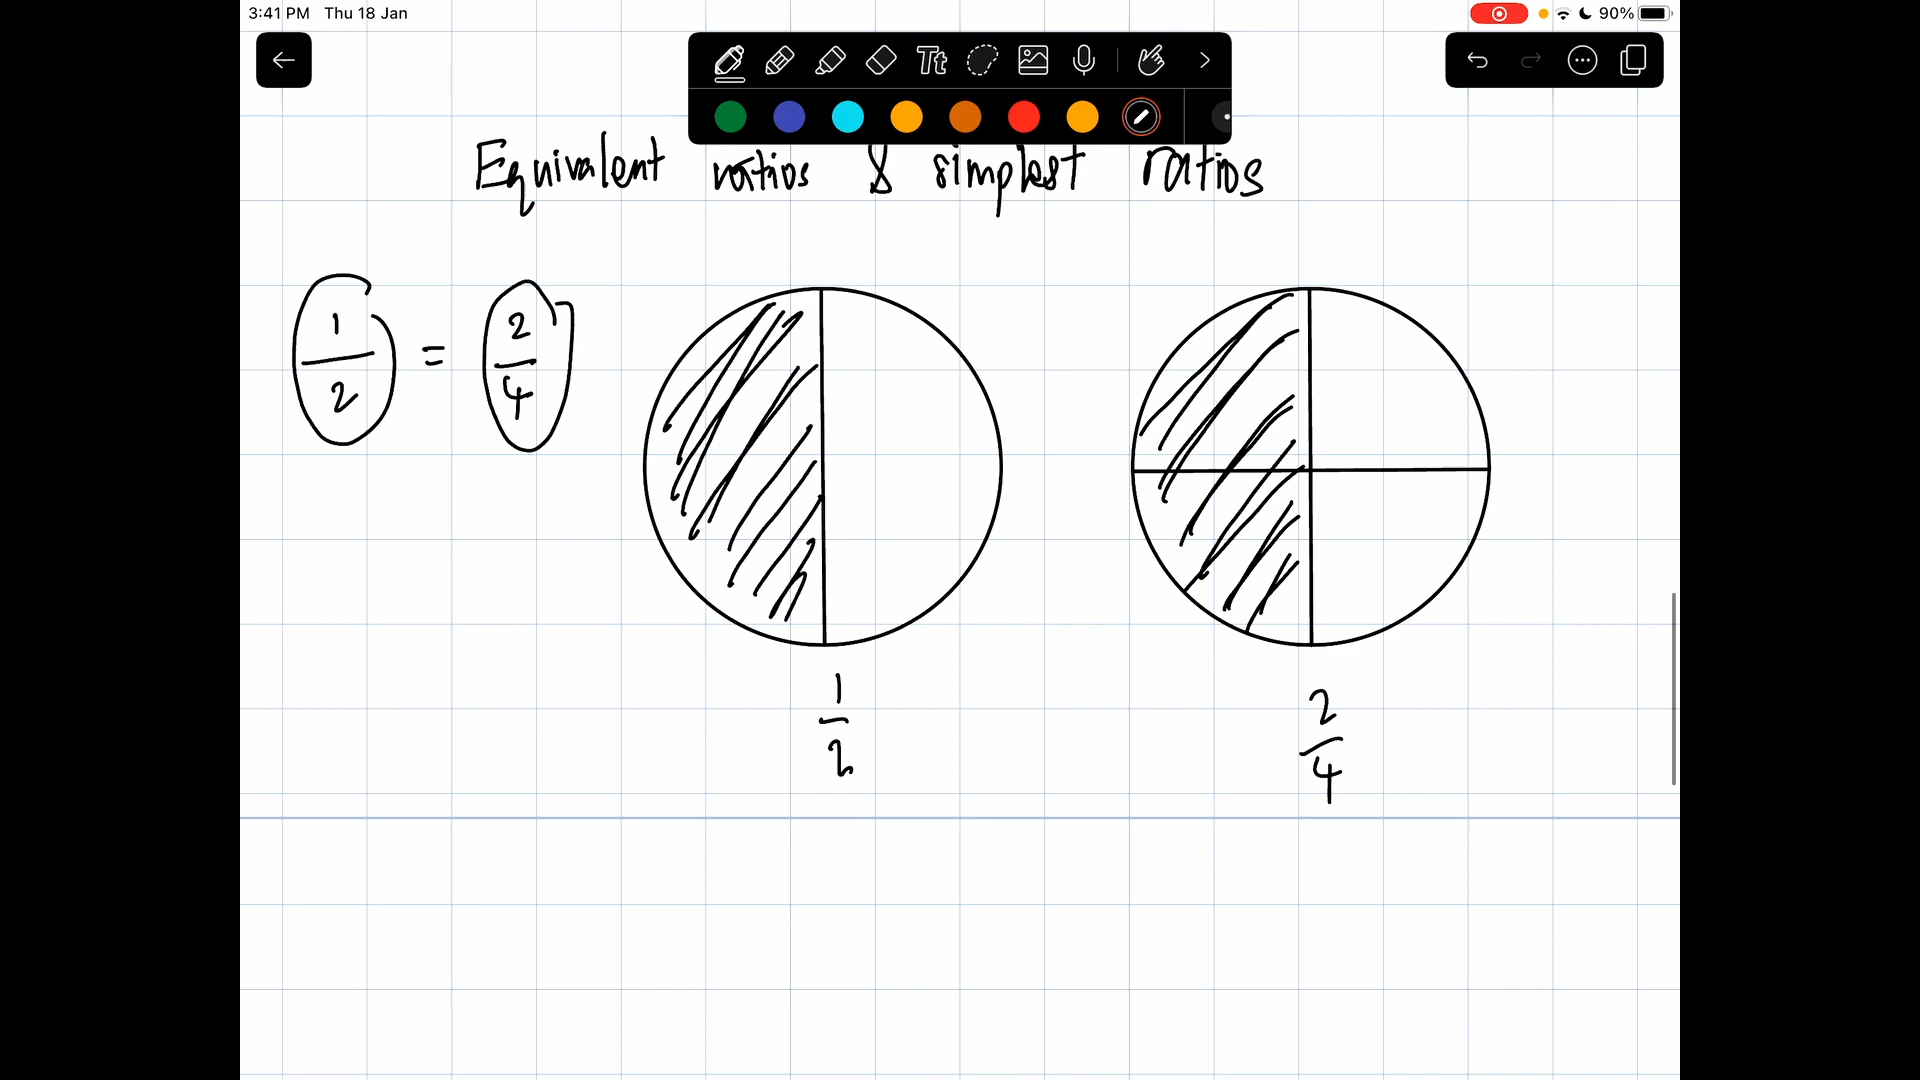 3:41 PM Thu 18 Jan
90%
Tt
Equivalent ratios & simplest ratios
1/2 = 2/4
1/2
2/4